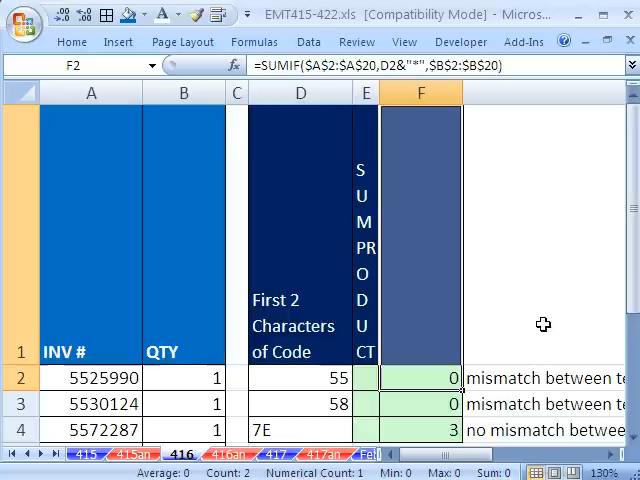 EMT415-422.xls [Compatibility Mode] - Micros...
Home Insert Page Layout Formulas Data Review View Developer Add-Ins
F2 =SUMIF($A$2:$A$20,D2&"*",$B$2:$B$20)
A B C D E F
1 INV # QTY First 2 Characters of Code SUMPRODUCT
2 5525990 1 55 0 mismatch between te
3 5530124 1 58 0 mismatch between te
4 5572287 1 7E 3 no mismatch betwee
415 415an 416 416an 417 417an Fe
Average: 0 Count: 2 Numerical Count: 1 Min: 0 Max: 0 Sum: 0 130%